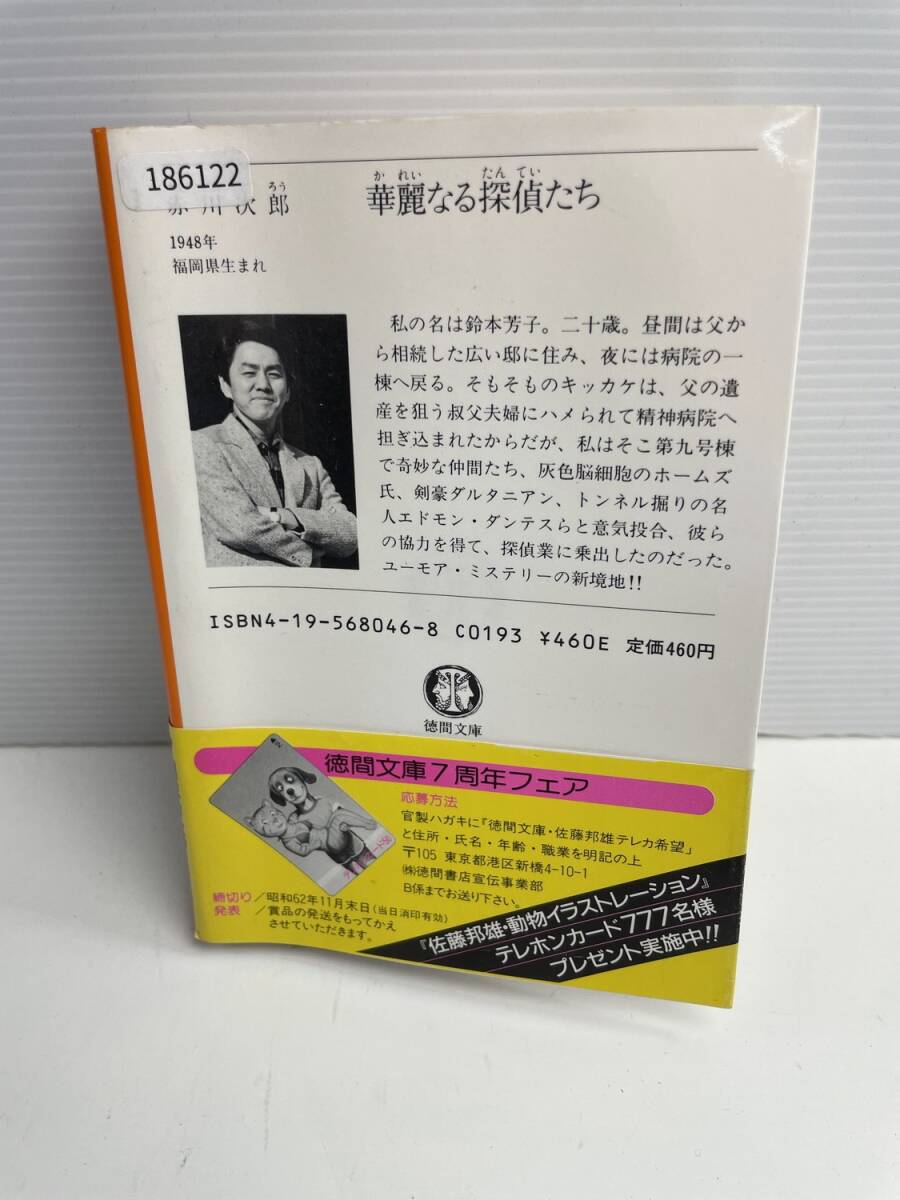 186122
赤川次郎
ろう
華麗なる探偵たち
かれい
たんてい
1948年
福岡県生まれ
私の名は鈴本芳子。二十歳。昼間は父か
ら相続した広い邸に住み、夜には病院の一
棟へ戻る。そもそものキッカケは、父の遺
産を狙う叔父夫婦にハメられて精神病院へ
担ぎ込まれたからだが、私はそこ第九号棟
で奇妙な仲間たち、灰色脳細胞のホームズ
氏、剣豪ダルタニアン、トンネル掘りの名
人エドモン・ダンテスらと意気投合、彼ら
の協力を得て、探偵業に乗出したのだった。
ユーモア・ミステリーの新境地!!
ISBN4-19-568046-8 C0193 ¥460E 定価460円
徳間文庫
徳間文庫7周年フェア
応募方法
官製ハガキに『徳間文庫・佐藤邦雄テレカ希望』
と住所・氏名・年齢・職業を明記の上
〒105 東京都港区新橋4-10-1
㈱徳間書店宣伝事業部
B係までお送り下さい。
締切り/昭和62年11月末日(当日消印有効)
発表/賞品の発送をもってかえ
させていただきます。
『佐藤邦雄・動物イラストレーション』
テレホンカード777名様
プレゼント実施中!!